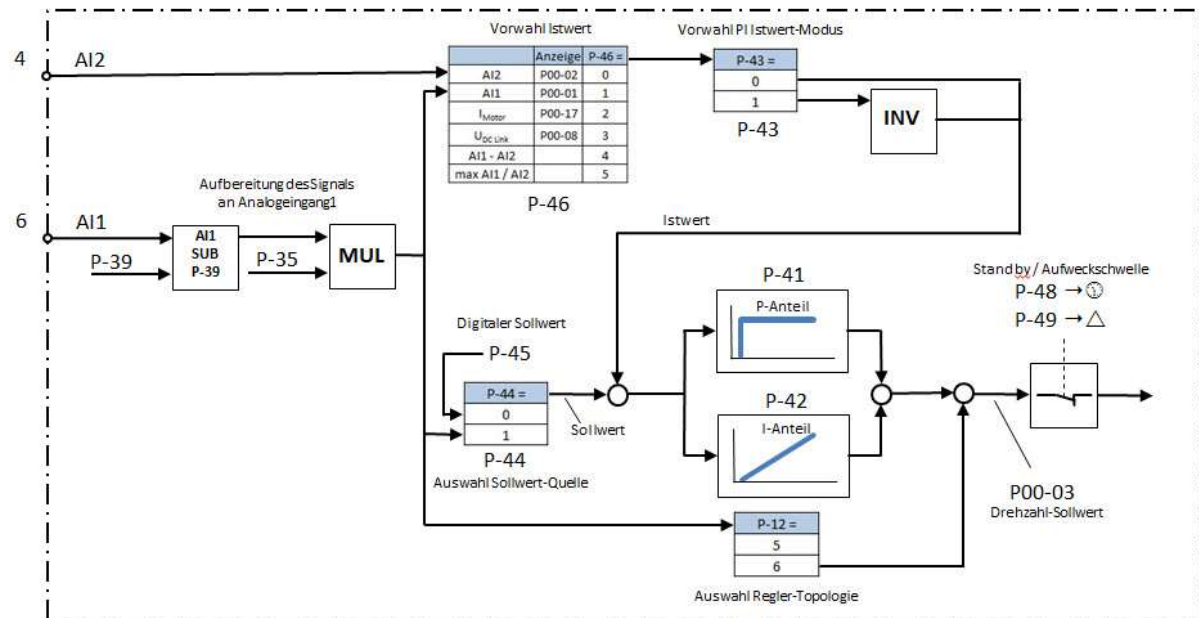 Vorwahl Istwert
Vorwahl PI Istwert-Modus
4
AI2
Anzeige P-46 =
AI2 P00-02 0
AI1 P00-01 1
I Motor P00-17 2
U DC Link P00-08 3
AI1 - AI2 4
max AI1 / AI2 5
P-46
P-43 =
0
1
P-43
INV
Aufbereitung des Signals
an Analogeingang1
6
AI1
P-39
AI1
SUB
P-39
P-35
MUL
Istwert
Digitaler Sollwert
P-45
P-44 =
0
1
P-44
Auswahl Sollwert-Quelle
Sollwert
P-41
P-Anteil
P-42
I-Anteil
Standby / Aufweckschwelle
P-48 →
P-49 → △
P00-03
Drehzahl-Sollwert
P-12 =
5
6
Auswahl Regler-Topologie